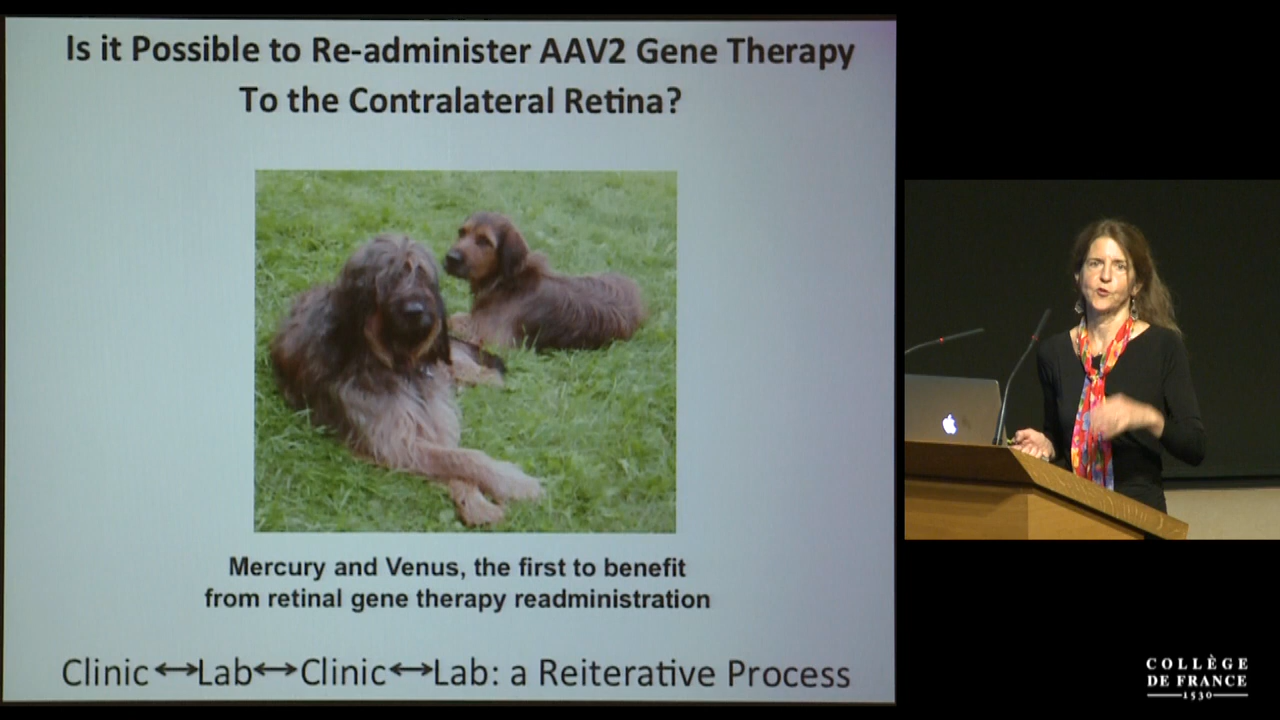 Is it Possible to Re-administer AAV2 Gene Therapy
To the Contralateral Retina?
Mercury and Venus, the first to benefit
from retinal gene therapy readministration
Clinic↔Lab↔Clinic↔Lab: a Reiterative Process
COLLÈGE
DE FRANCE
1530